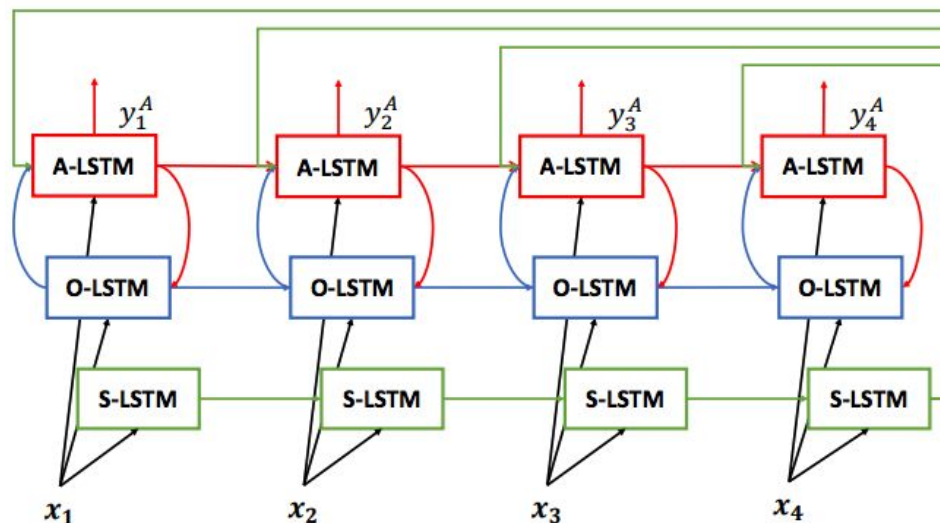 y_1^A y_2^A y_3^A y_4^A
A-LSTM A-LSTM A-LSTM A-LSTM
O-LSTM O-LSTM O-LSTM O-LSTM
S-LSTM S-LSTM S-LSTM S-LSTM
x_1 x_2 x_3 x_4